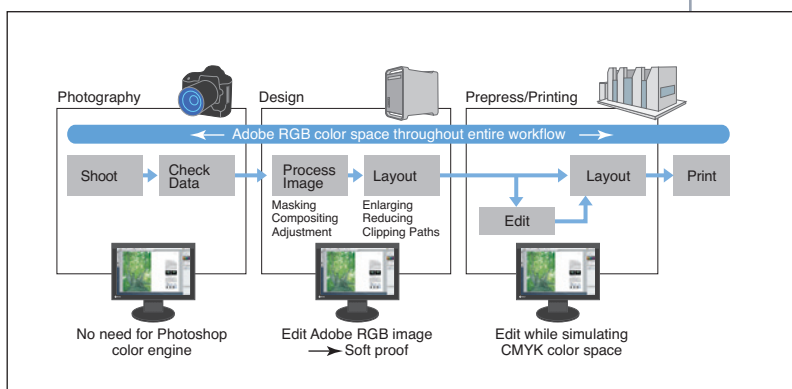 Photography
Design
Prepress/Printing
Adobe RGB color space throughout entire workflow
Shoot
Check
Data
Process
Image
Layout
Layout
Print
Masking
Compositing
Adjustment
Enlarging
Reducing
Clipping Paths
Edit
No need for Photoshop
color engine
Edit Adobe RGB image
Soft proof
Edit while simulating
CMYK color space